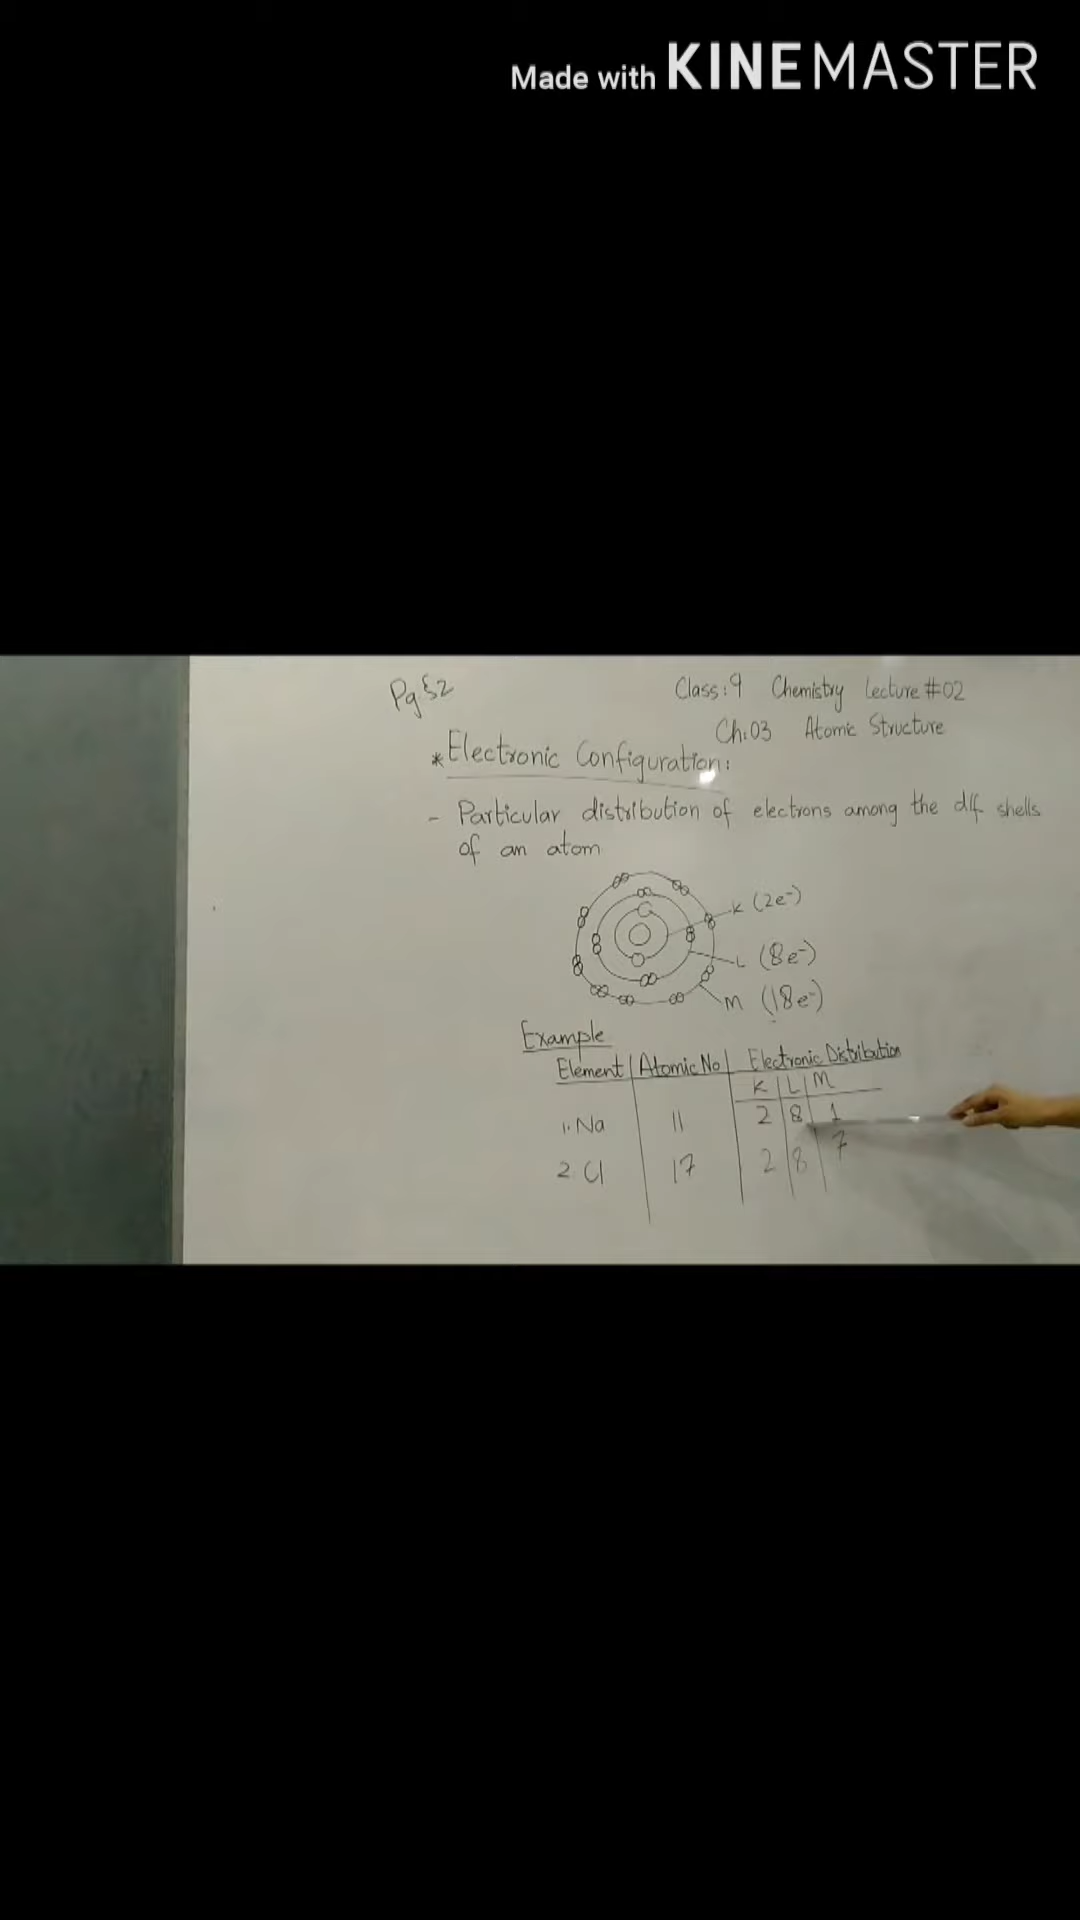 Made with KINEMASTER
Pg 52
Class: 9 Chemistry Lecture #02
Ch:03 Atomic Structure
* Electronic Configuration:
- Particular distribution of electrons among the dif shells
of an atom
K (2e⁻)
L (8e⁻)
M (18e⁻)
Example
Element Atomic No Electronic Distribution
K L M
1. Na 11 2 8 1
2. Cl 17 2 8 7